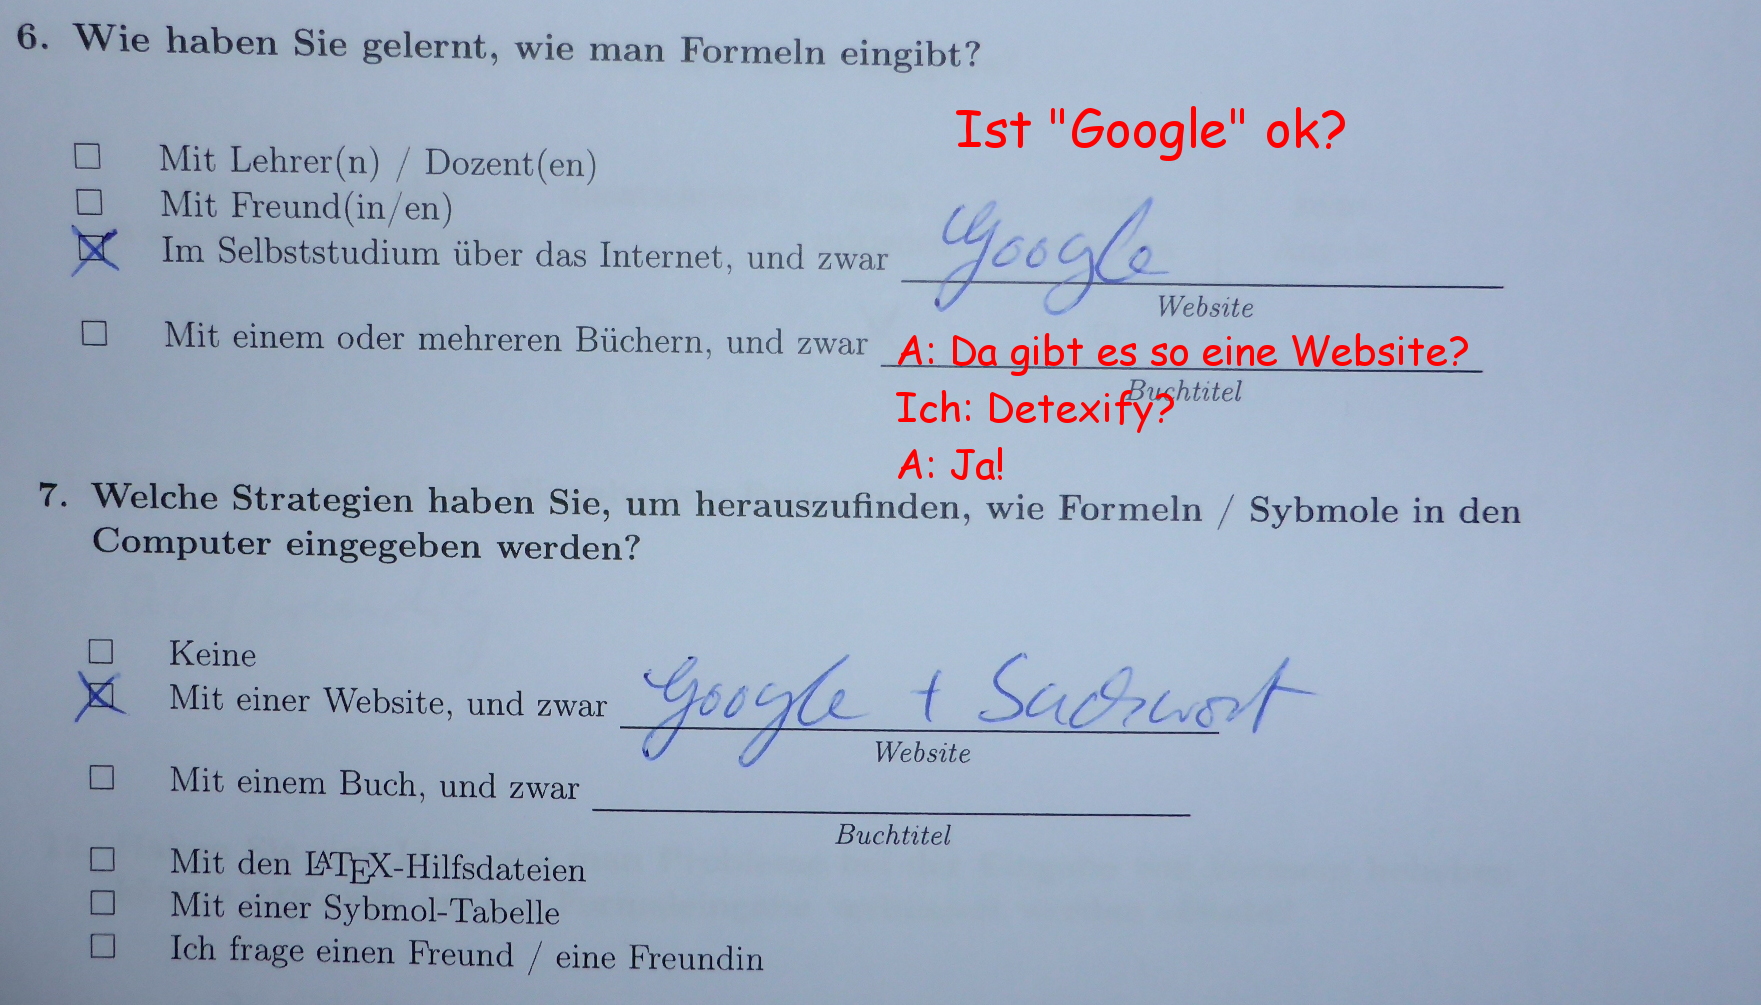 6. Wie haben Sie gelernt, wie man Formeln eingibt?
Ist "Google" ok?
☐ Mit Lehrer(n) / Dozent(en)
☐ Mit Freund(in/en)
☒ Im Selbststudium über das Internet, und zwar Google
Website
☐ Mit einem oder mehreren Büchern, und zwar
A: Da gibt es so eine Website?
Buchtitel
Ich: Detexify?
A: Ja!
7. Welche Strategien haben Sie, um herauszufinden, wie Formeln / Sybmole in den
Computer eingegeben werden?
☐ Keine
☒ Mit einer Website, und zwar Google + Suchwort
Website
☐ Mit einem Buch, und zwar
Buchtitel
☐ Mit den LATEX-Hilfsdateien
☐ Mit einer Sybmol-Tabelle
☐ Ich frage einen Freund / eine Freundin